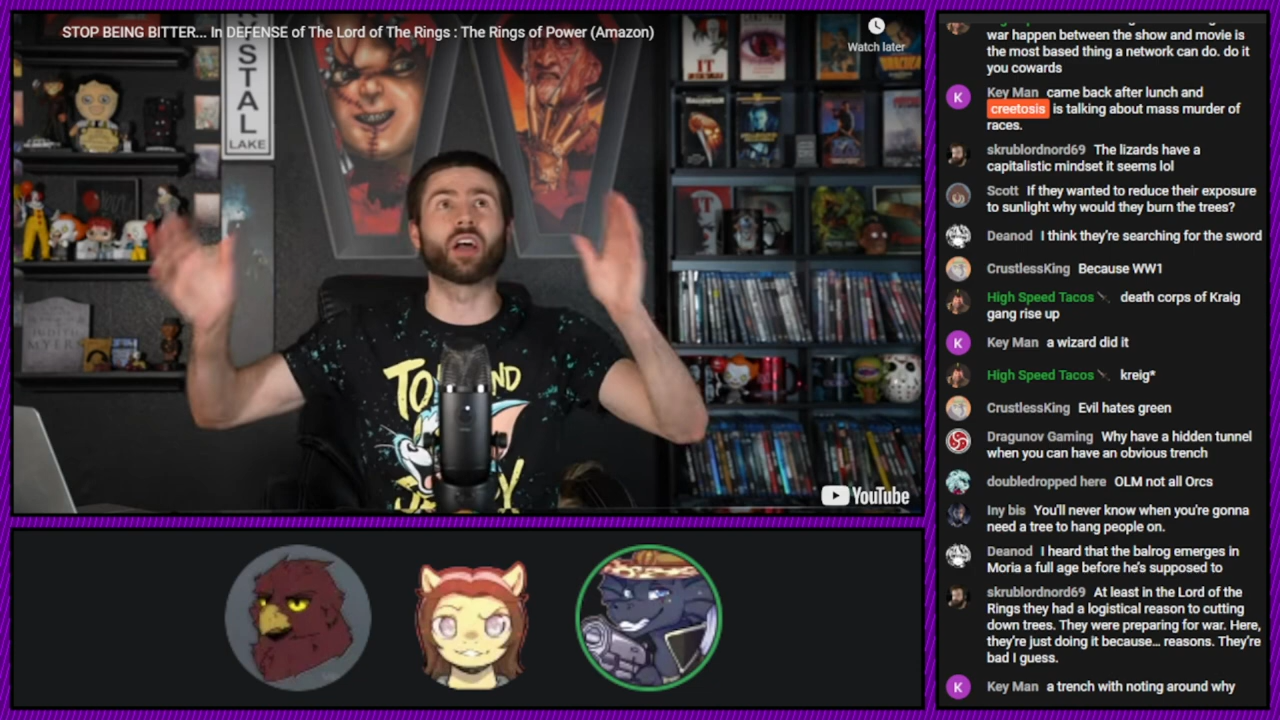 STOP BEING BITTER... In DEFENSE of The Lord of The Rings : The Rings of Power (Amazon)
Watch later
STAL
LAKE
IT
IT
TO
ND
YouTube
war happen between the show and movie is
the most based thing a network can do. do it
you cowards
K
Key Man came back after lunch and
creetosis is talking about mass murder of
races.
skrublordnord69 The lizards have a
capitalistic mindset it seems lol
Scott If they wanted to reduce their exposure
to sunlight why would they burn the trees?
Deanod I think they're searching for the sword
CrustlessKing Because WW1
High Speed Tacos death corps of Kraig
gang rise up
K
Key Man a wizard did it
High Speed Tacos kreig*
CrustlessKing Evil hates green
Dragunov Gaming Why have a hidden tunnel
when you can have an obvious trench
doubledropped here OLM not all Orcs
Iny bis You'll never know when you're gonna
need a tree to hang people on.
Deanod I heard that the balrog emerges in
Moria a full age before he's supposed to
skrublordnord69 At least in the Lord of the
Rings they had a logistical reason to cutting
down trees. They were preparing for war. Here,
they're just doing it because… reasons. They're
bad I guess.
K
Key Man a trench with noting around why